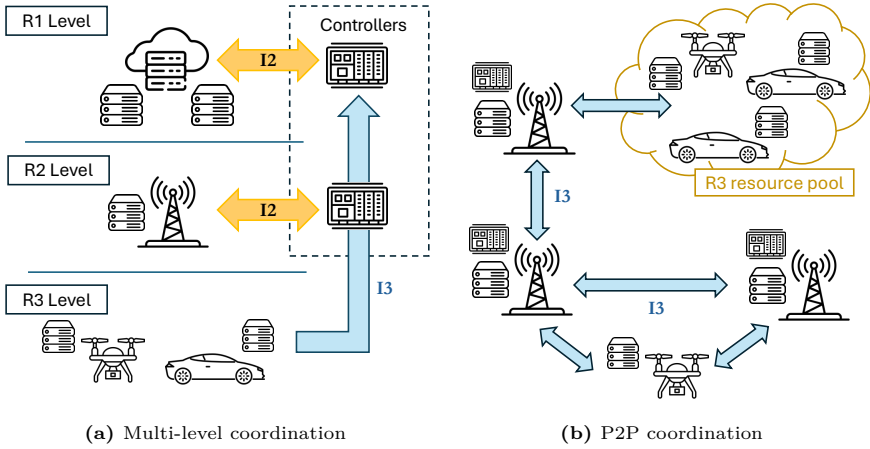 R1 Level
Controllers
I2
R2 Level
I2
R3 Level
I3
(a) Multi-level coordination
R3 resource pool
I3
I3
(b) P2P coordination